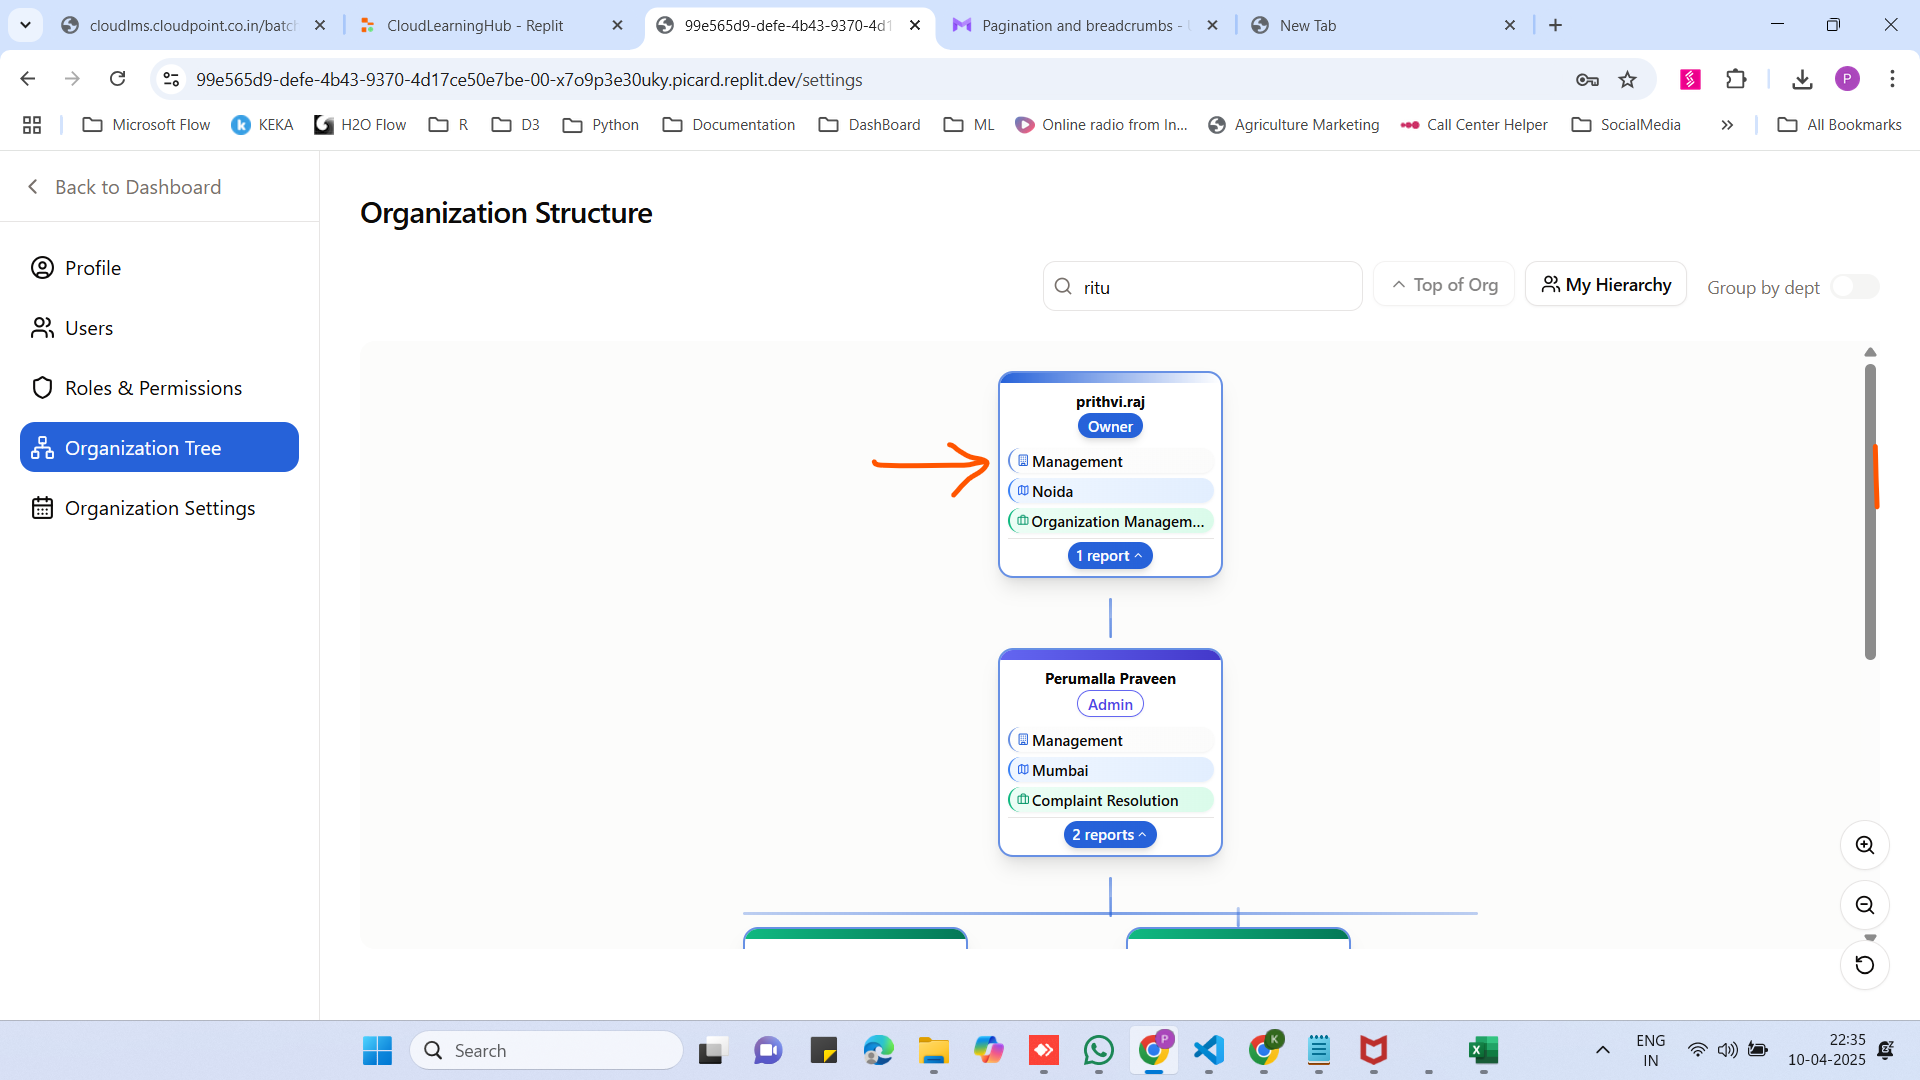 cloudlms.cloudpoint.co.in/batch
CloudLearningHub - Replit
99e565d9-defe-4b43-9370-4d1
Pagination and breadcrumbs -
New Tab
99e565d9-defe-4b43-9370-4d17ce50e7be-00-x7o9p3e30uky.picard.replit.dev/settings
P
Microsoft Flow
KEKA
H2O Flow
R
D3
Python
Documentation
DashBoard
ML
Online radio from In...
Agriculture Marketing
Call Center Helper
SocialMedia
All Bookmarks
Back to Dashboard
Profile
Users
Roles & Permissions
Organization Tree
Organization Settings
Organization Structure
ritu
Top of Org
My Hierarchy
Group by dept
prithvi.raj
Owner
Management
Noida
Organization Managem...
1 report
Perumalla Praveen
Admin
Management
Mumbai
Complaint Resolution
2 reports
Search
P
K
ENG
IN
22:35
10-04-2025